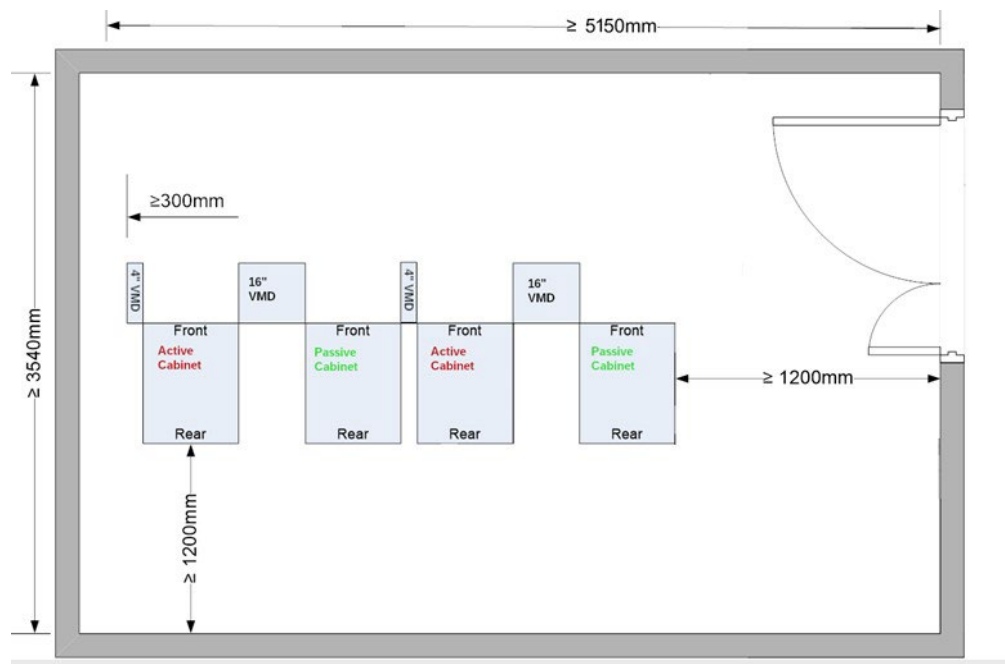 ≥ 5150mm
≥300mm
4" VMD
16"
VMD
4" VMD
16"
VMD
Front
Front
Front
Front
Active
Cabinet
Passive
Cabinet
Active
Cabinet
Passive
Cabinet
≥ 3540mm
≥ 1200mm
Rear
Rear
Rear
Rear
≥ 1200mm